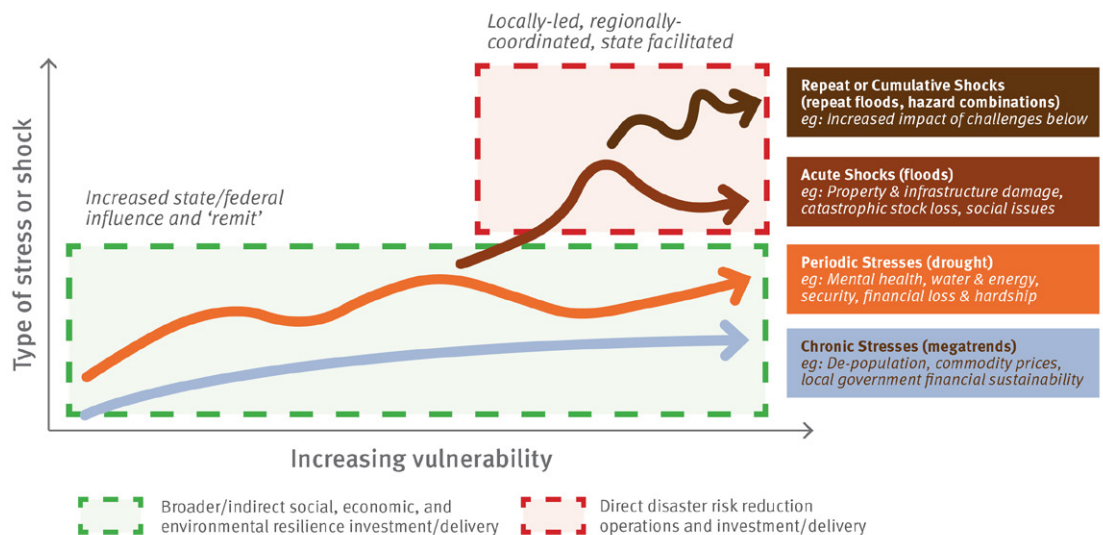 Locally-led, regionally-
coordinated, state facilitated
Type of stress or shock
Increased state/federal
influence and ‘remit’
Repeat or Cumulative Shocks
(repeat floods, hazard combinations)
eg: Increased impact of challenges below
Acute Shocks (floods)
eg: Property & infrastructure damage,
catastrophic stock loss, social issues
Periodic Stresses (drought)
eg: Mental health, water & energy,
security, financial loss & hardship
Chronic Stresses (megatrends)
eg: De-population, commodity prices,
local government financial sustainability
Increasing vulnerability
Broader/indirect social, economic, and
environmental resilience investment/delivery
Direct disaster risk reduction
operations and investment/delivery